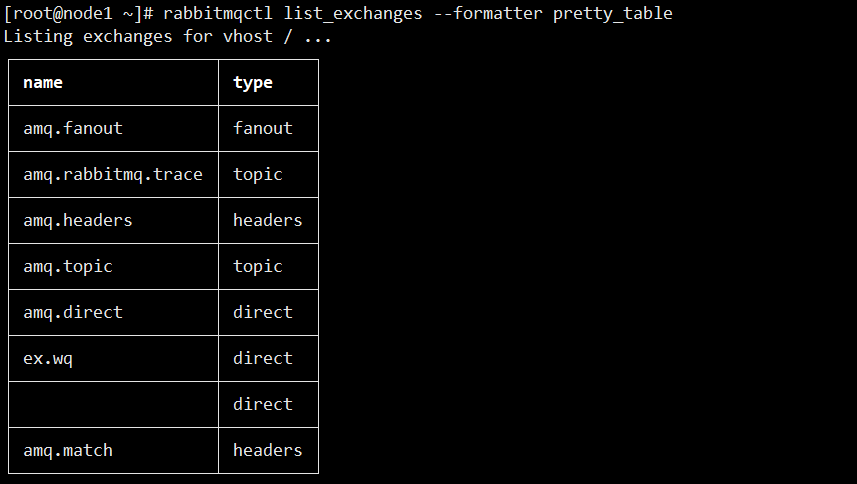 [root@node1 ~]# rabbitmqctl list_exchanges --formatter pretty_table
Listing exchanges for vhost / ...
name type
amq.fanout fanout
amq.rabbitmq.trace topic
amq.headers headers
amq.topic topic
amq.direct direct
ex.wq direct
direct
amq.match headers